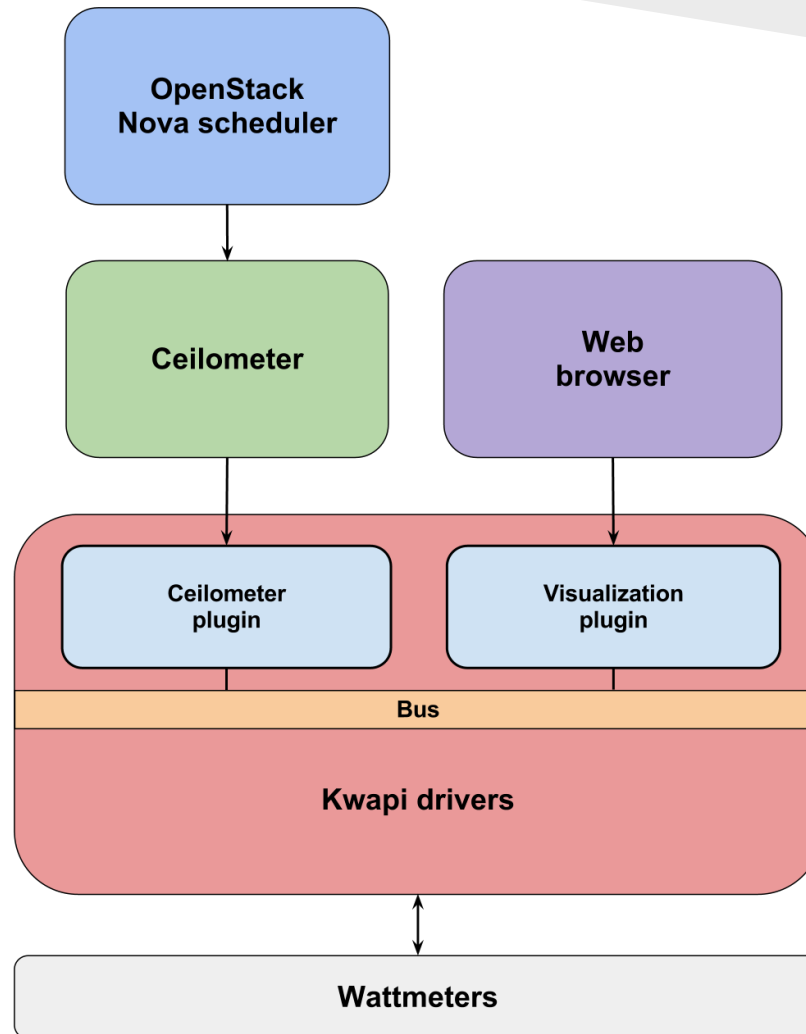 OpenStack
Nova scheduler
Ceilometer
Web
browser
Ceilometer
plugin
Visualization
plugin
Bus
Kwapi drivers
Wattmeters